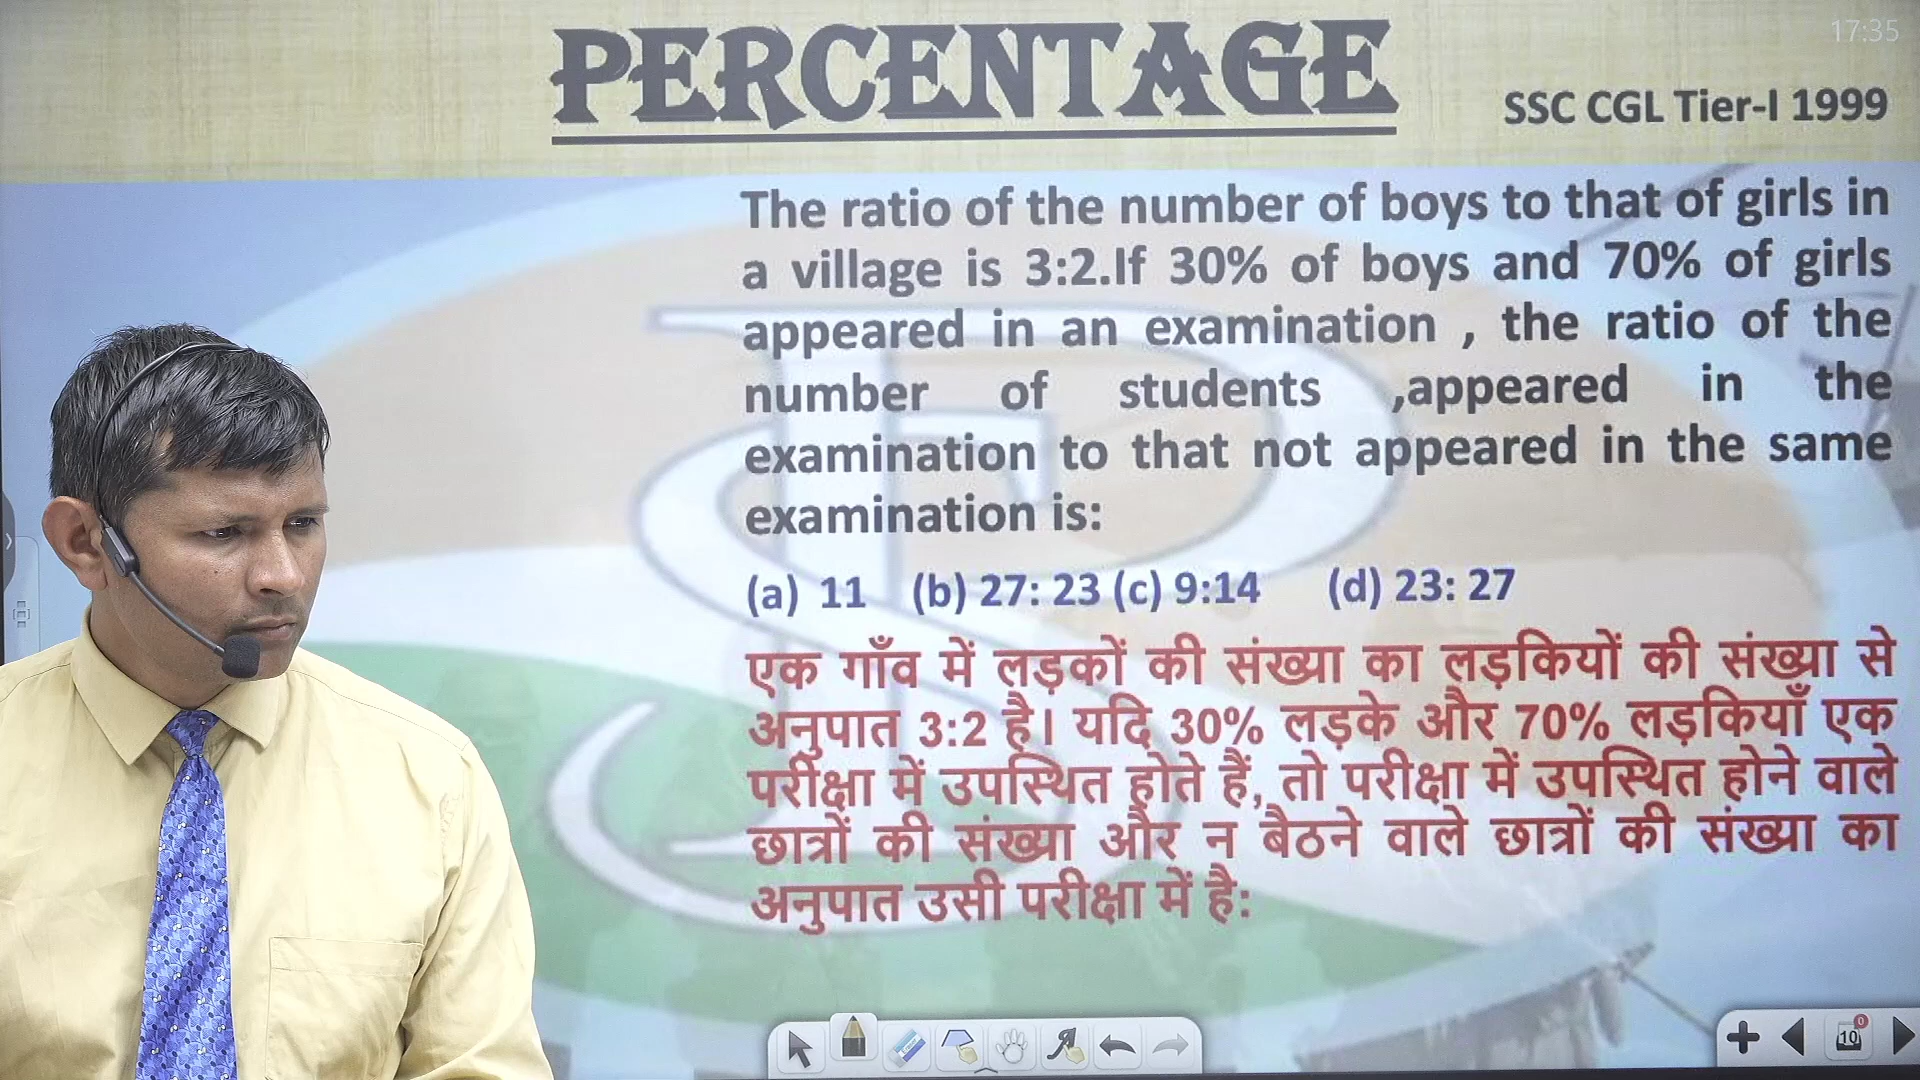 17:35
PERCENTAGE
SSC CGL Tier-I 1999
The ratio of the number of boys to that of girls in
a village is 3:2.If 30% of boys and 70% of girls
appeared in an examination , the ratio of the
number of students ,appeared in the
examination to that not appeared in the same
examination is:
(a) 11 (b) 27: 23 (c) 9:14 (d) 23: 27
एक गाँव में लड़कों की संख्या का लड़कियों की संख्या से
अनुपात 3:2 है। यदि 30% लड़के और 70% लड़कियाँ एक
परीक्षा में उपस्थित होते हैं, तो परीक्षा में उपस्थित होने वाले
छात्रों की संख्या और न बैठने वाले छात्रों की संख्या का
अनुपात उसी परीक्षा में है:
10
0